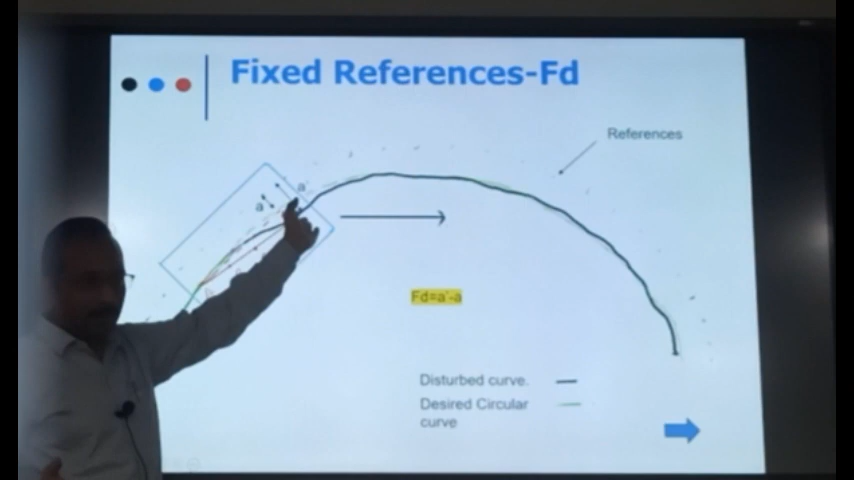 Fixed References-Fd
References
a'
a
Fd=a'-a
Disturbed curve.
Desired Circular
curve